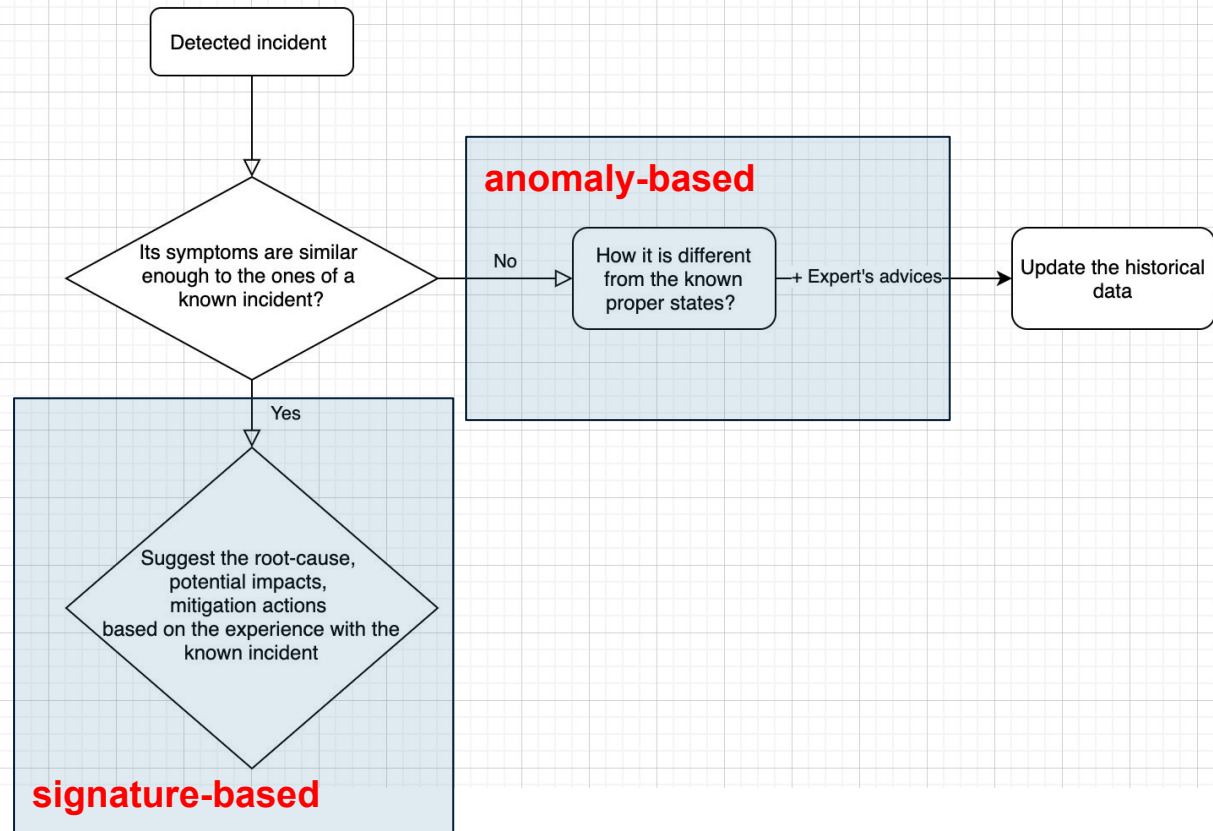 Detected incident
anomaly-based
Its symptoms are similar
enough to the ones of a
known incident?
No
How it is different
from the known
proper states?
+ Expert's advices
Update the historical
data
Yes
Suggest the root-cause,
potential impacts,
mitigation actions
based on the experience with the
known incident
signature-based